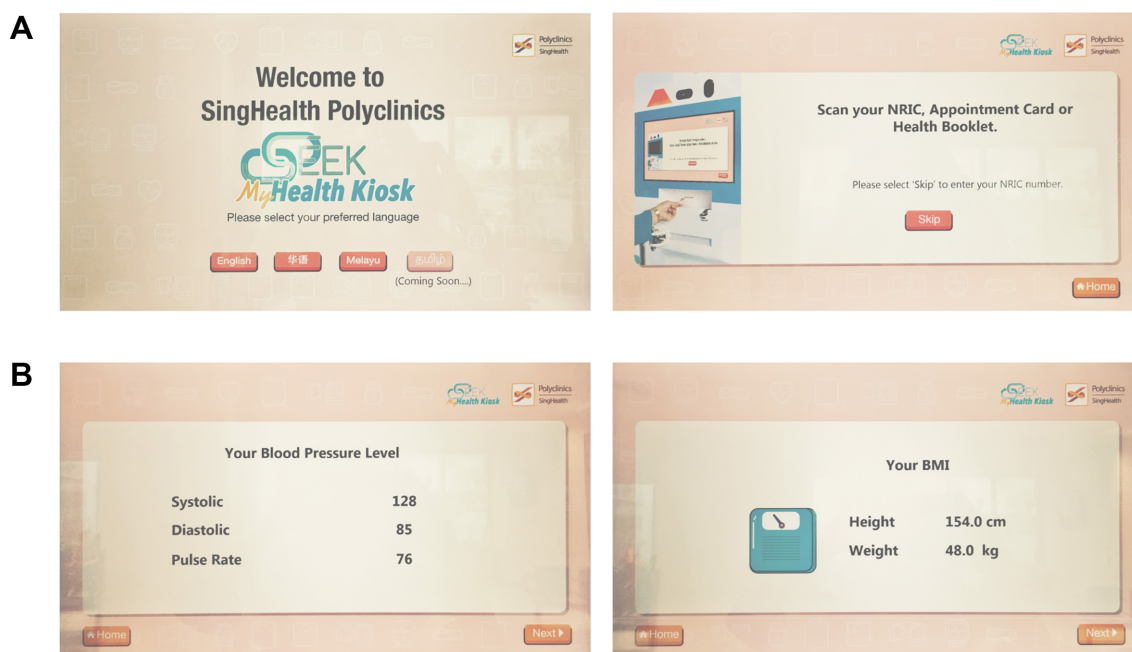 A
Polyclinics
SingHealth
Welcome to
SingHealth Polyclinics
SEEK
MyHealth Kiosk
Please select your preferred language
English
华语
Melayu
தமிழ்
(Coming Soon....)
SEEK
MyHealth Kiosk
Polyclinics
SingHealth
Scan your NRIC, Appointment Card or
Health Booklet.
Please select 'Skip' to enter your NRIC number.
Skip
Home
B
SEEK
MyHealth Kiosk
Polyclinics
SingHealth
Your Blood Pressure Level
Systolic 128
Diastolic 85
Pulse Rate 76
Home
Next
SEEK
MyHealth Kiosk
Polyclinics
SingHealth
Your BMI
Height 154.0 cm
Weight 48.0 kg
Home
Next